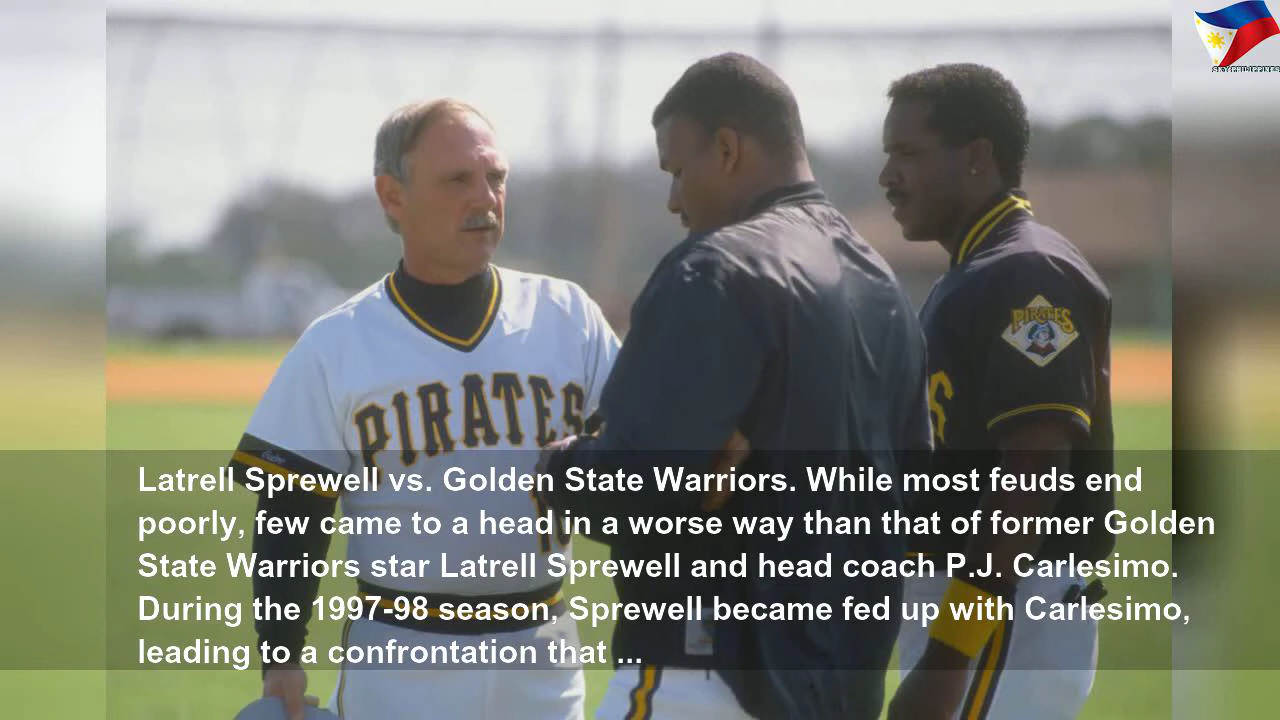 SKYPHILIPPINES
PIRATES
PIRATES
Latrell Sprewell vs. Golden State Warriors. While most feuds end
poorly, few came to a head in a worse way than that of former Golden
State Warriors star Latrell Sprewell and head coach P.J. Carlesimo.
During the 1997-98 season, Sprewell became fed up with Carlesimo,
leading to a confrontation that ...